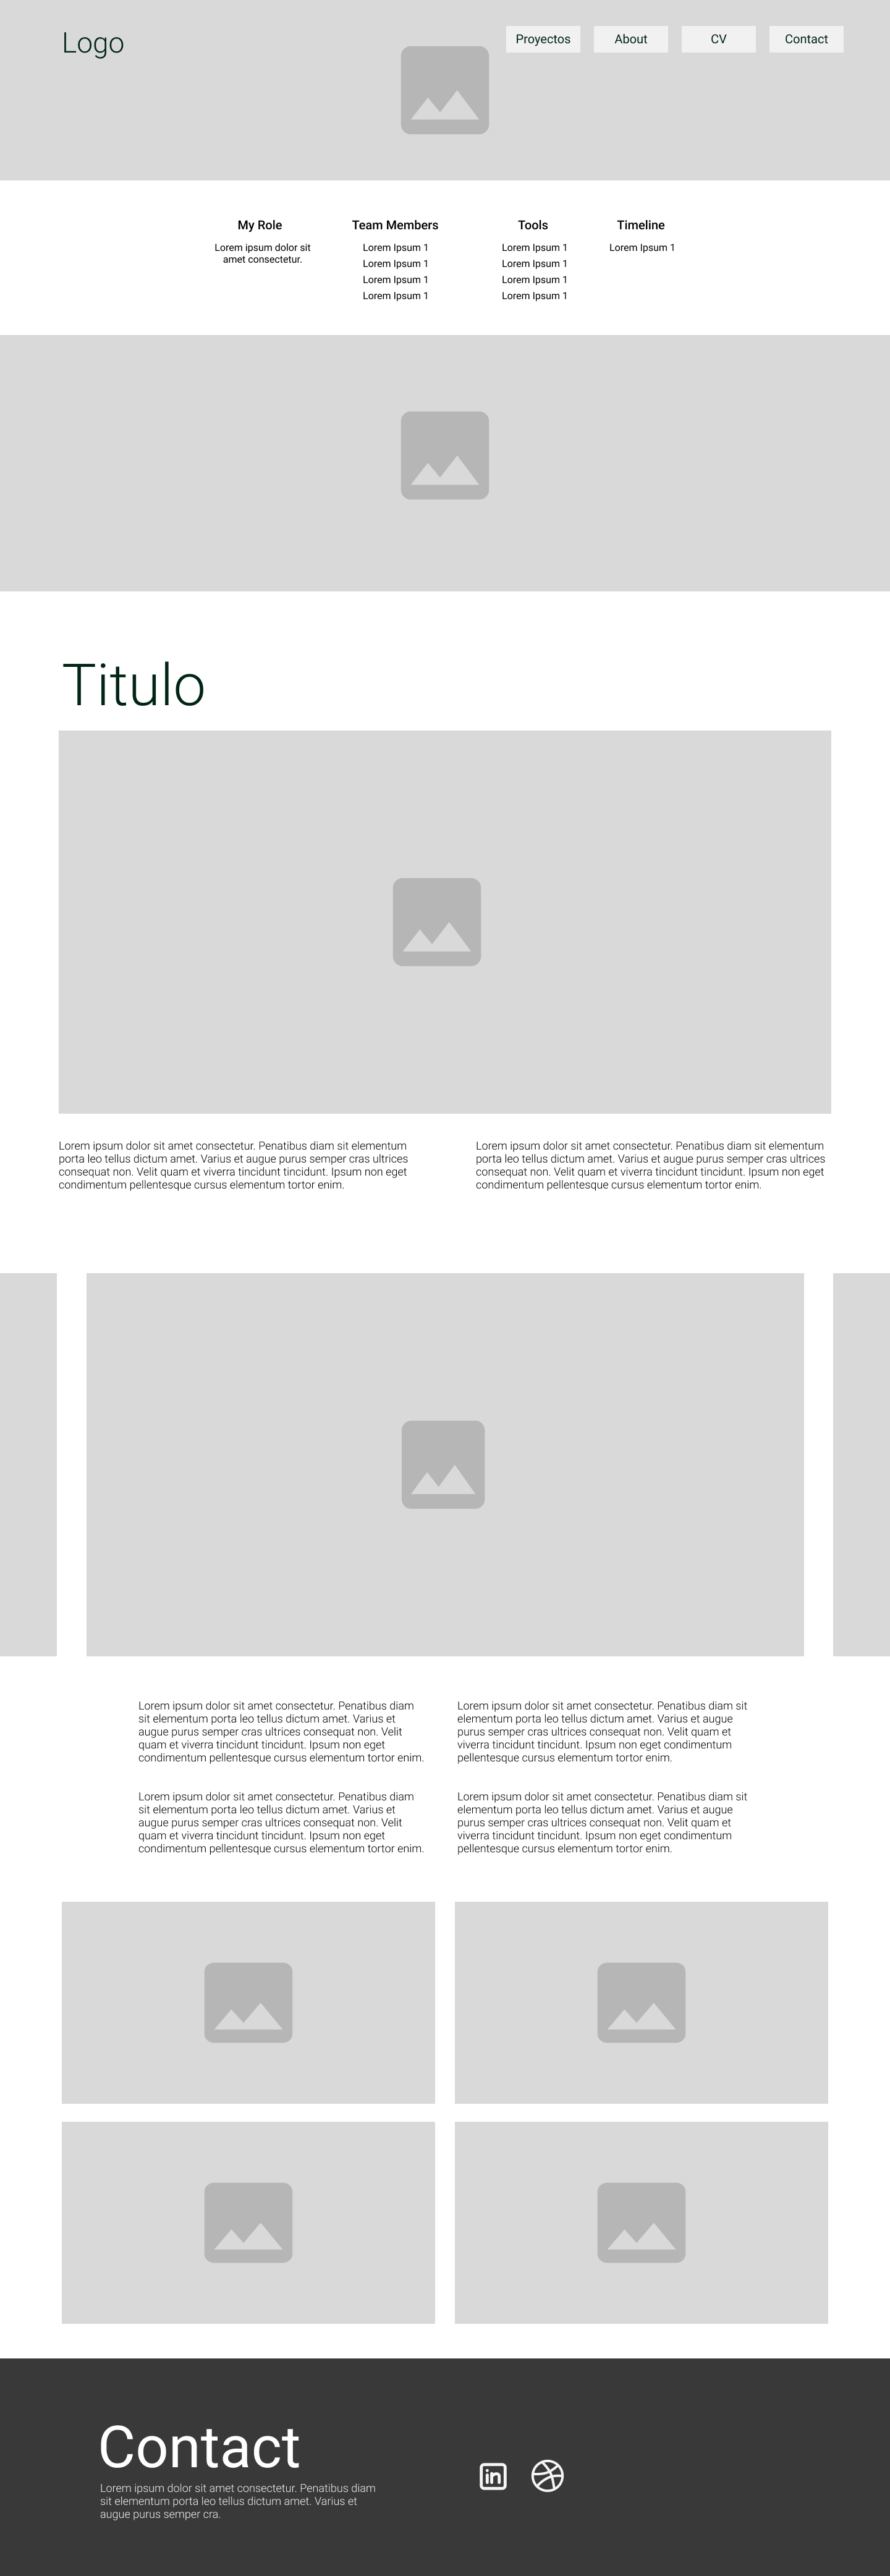 Logo
Proyectos
About
CV
Contact
My Role
Lorem ipsum dolor sit
amet consectetur.
Team Members
Lorem Ipsum 1
Lorem Ipsum 1
Lorem Ipsum 1
Lorem Ipsum 1
Tools
Lorem Ipsum 1
Lorem Ipsum 1
Lorem Ipsum 1
Lorem Ipsum 1
Timeline
Lorem Ipsum 1
Titulo
Lorem ipsum dolor sit amet consectetur. Penatibus diam sit elementum
porta leo tellus dictum amet. Varius et augue purus semper cras ultrices
consequat non. Velit quam et viverra tincidunt tincidunt. Ipsum non eget
condimentum pellentesque cursus elementum tortor enim.
Lorem ipsum dolor sit amet consectetur. Penatibus diam sit elementum
porta leo tellus dictum amet. Varius et augue purus semper cras ultrices
consequat non. Velit quam et viverra tincidunt tincidunt. Ipsum non eget
condimentum pellentesque cursus elementum tortor enim.
Lorem ipsum dolor sit amet consectetur. Penatibus diam
sit elementum porta leo tellus dictum amet. Varius et
augue purus semper cras ultrices consequat non. Velit
quam et viverra tincidunt tincidunt. Ipsum non eget
condimentum pellentesque cursus elementum tortor enim.
Lorem ipsum dolor sit amet consectetur. Penatibus diam sit
elementum porta leo tellus dictum amet. Varius et augue
purus semper cras ultrices consequat non. Velit quam et
viverra tincidunt tincidunt. Ipsum non eget condimentum
pellentesque cursus elementum tortor enim.
Lorem ipsum dolor sit amet consectetur. Penatibus diam
sit elementum porta leo tellus dictum amet. Varius et
augue purus semper cras ultrices consequat non. Velit
quam et viverra tincidunt tincidunt. Ipsum non eget
condimentum pellentesque cursus elementum tortor enim.
Lorem ipsum dolor sit amet consectetur. Penatibus diam sit
elementum porta leo tellus dictum amet. Varius et augue
purus semper cras ultrices consequat non. Velit quam et
viverra tincidunt tincidunt. Ipsum non eget condimentum
pellentesque cursus elementum tortor enim.
Contact
Lorem ipsum dolor sit amet consectetur. Penatibus diam
sit elementum porta leo tellus dictum amet. Varius et
augue purus semper cra.
in